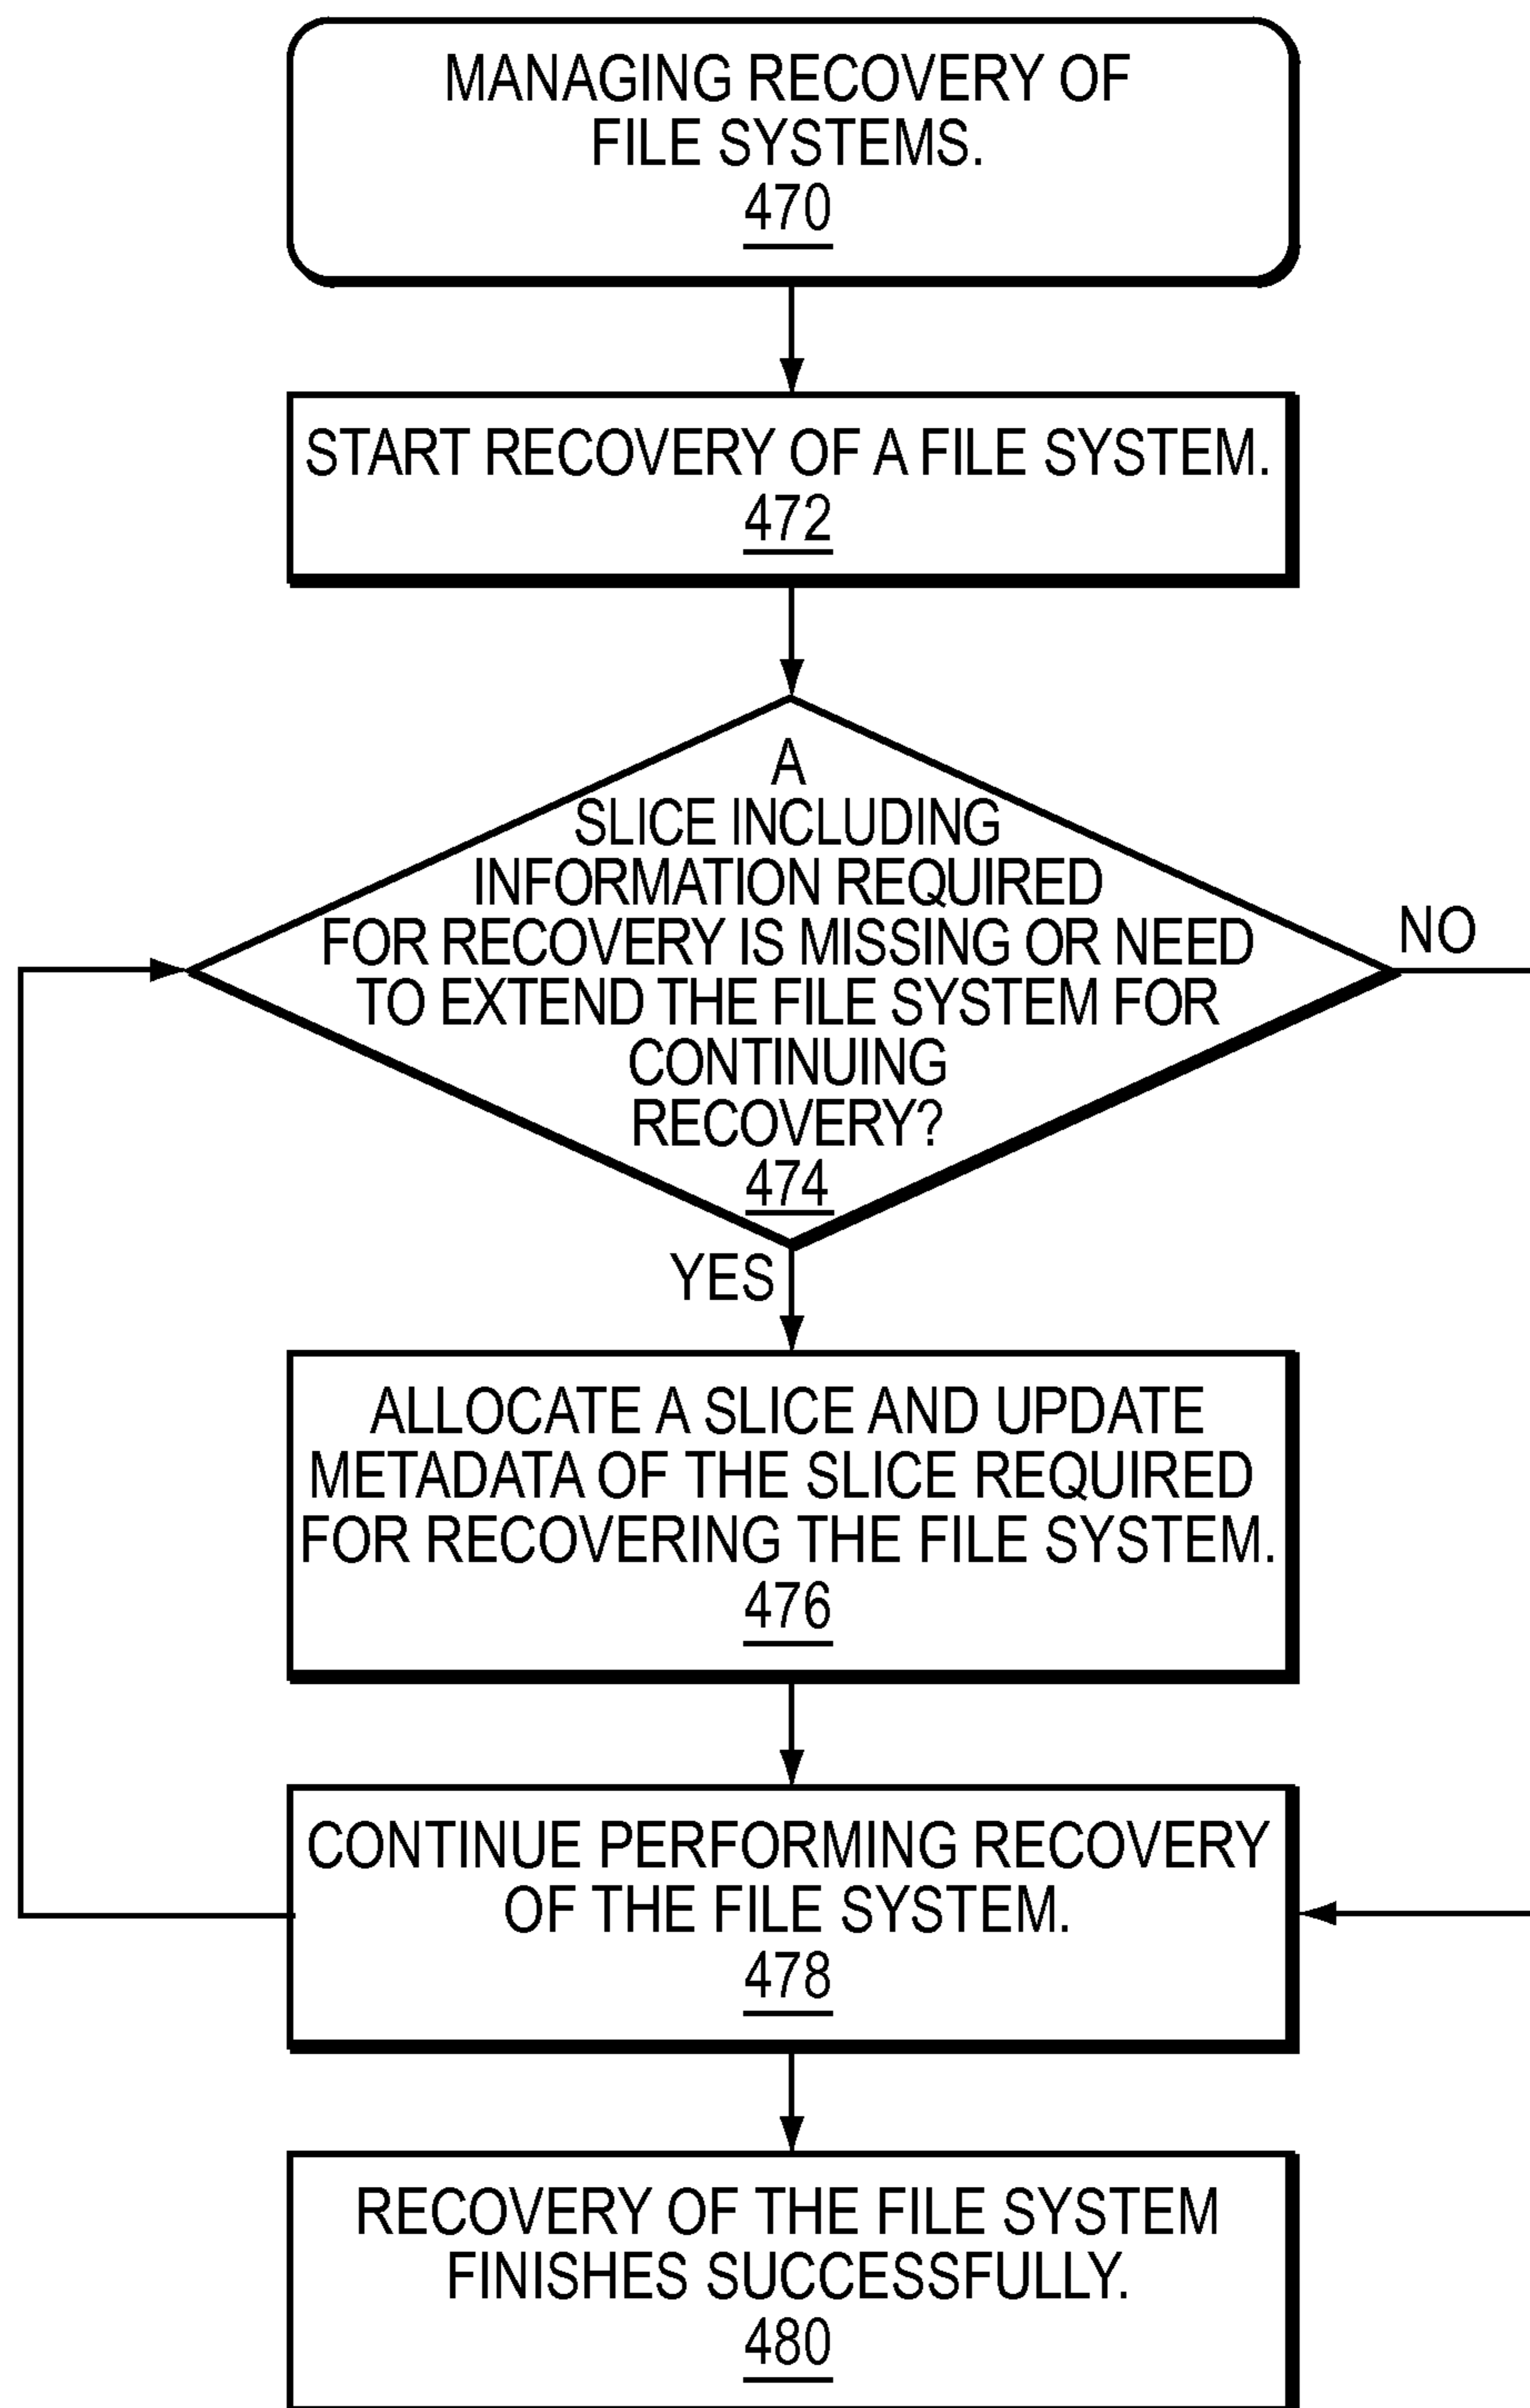 MANAGING RECOVERY OF
FILE SYSTEMS.
470
START RECOVERY OF A FILE SYSTEM.
472
A
SLICE INCLUDING
INFORMATION REQUIRED
FOR RECOVERY IS MISSING OR NEED
TO EXTEND THE FILE SYSTEM FOR
CONTINUING
RECOVERY?
474
NO
YES
ALLOCATE A SLICE AND UPDATE
METADATA OF THE SLICE REQUIRED
FOR RECOVERING THE FILE SYSTEM.
476
CONTINUE PERFORMING RECOVERY
OF THE FILE SYSTEM.
478
RECOVERY OF THE FILE SYSTEM
FINISHES SUCCESSFULLY.
480